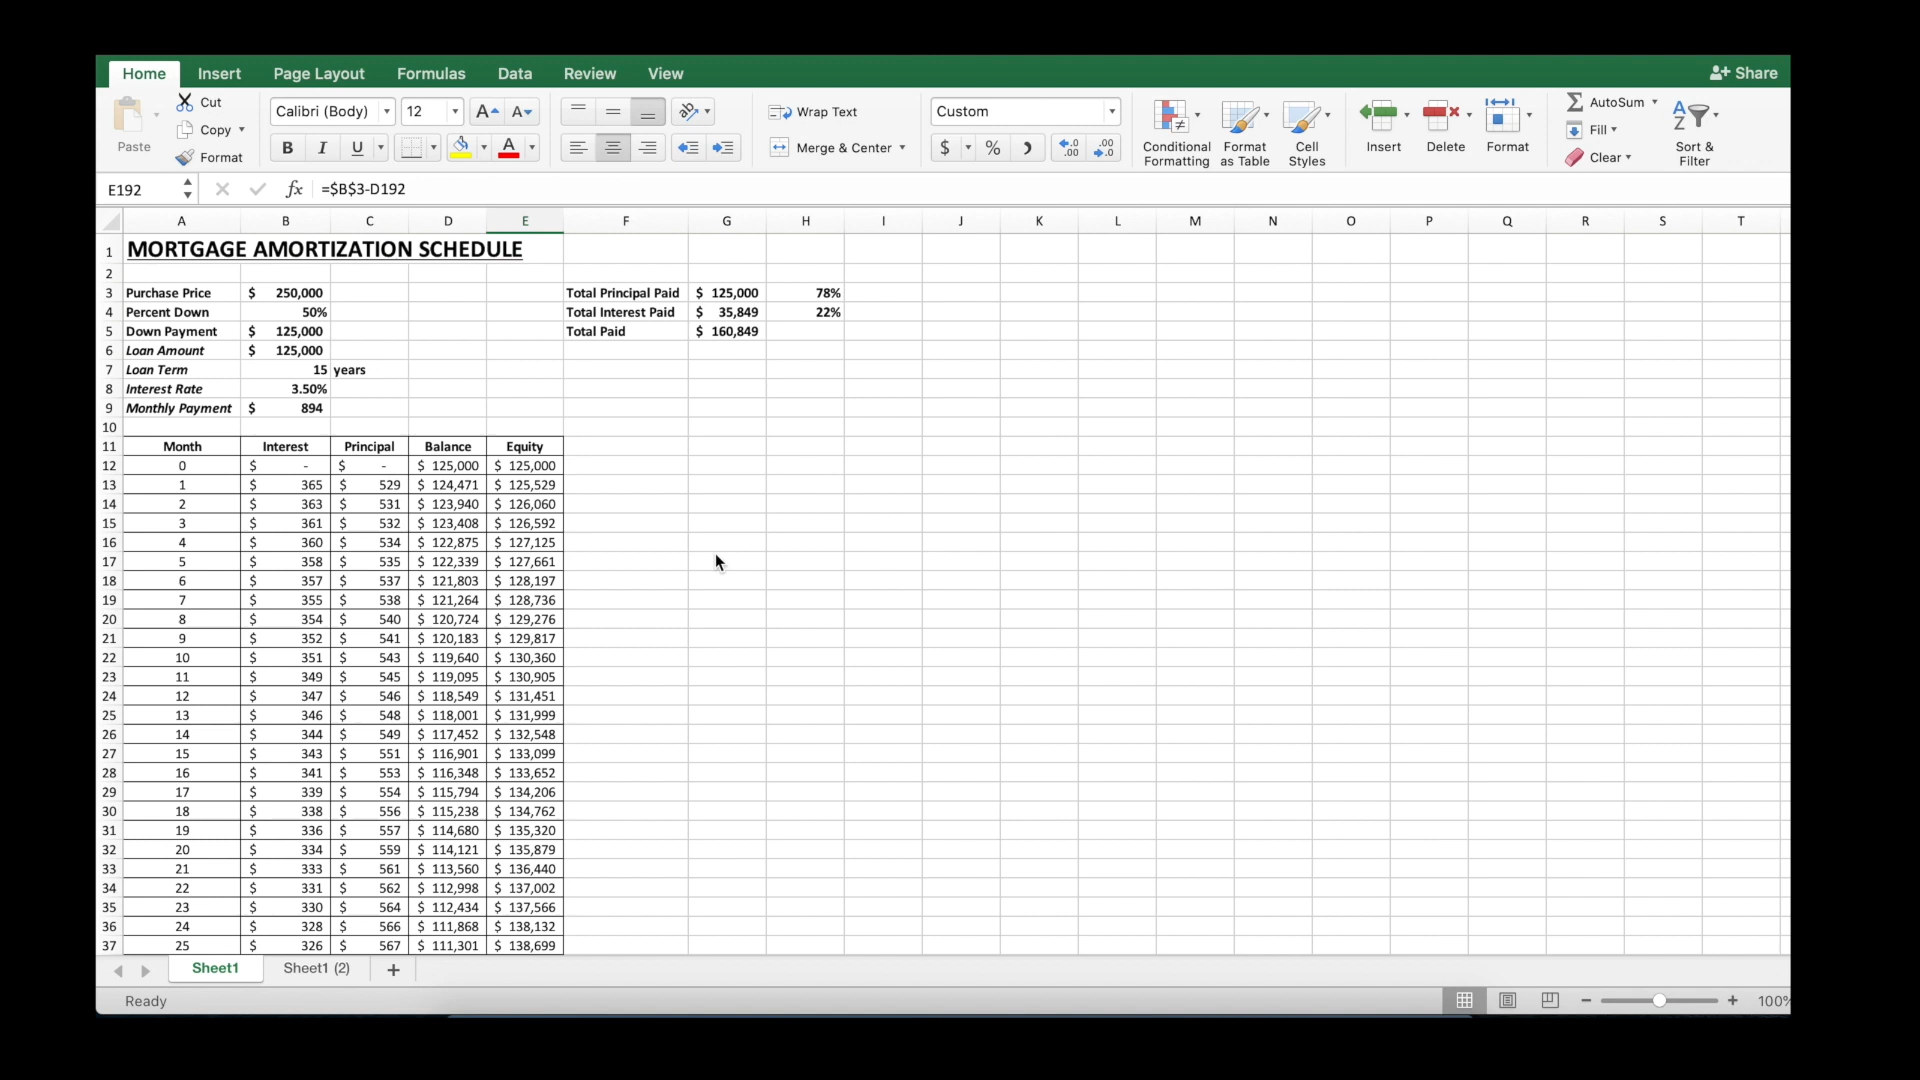 Home Insert Page Layout Formulas Data Review View Share
Paste Cut Copy Format
Calibri (Body) 12 A A
B I U A
Wrap Text
Merge & Center
Custom
$ % .0 .00 .00 .0
Conditional Formatting
Format as Table
Cell Styles
Insert Delete Format
AutoSum
Fill
Clear
Sort & Filter
E192 fx =$B$3-D192
A B C D E F G H I J K L M N O P Q R S T
1 MORTGAGE AMORTIZATION SCHEDULE
2
3 Purchase Price $ 250,000 Total Principal Paid $ 125,000 78%
4 Percent Down 50% Total Interest Paid $ 35,849 22%
5 Down Payment $ 125,000 Total Paid $ 160,849
6 Loan Amount $ 125,000
7 Loan Term 15 years
8 Interest Rate 3.50%
9 Monthly Payment $ 894
10
11 Month Interest Principal Balance Equity
12 0 $ - $ - $ 125,000 $ 125,000
13 1 $ 365 $ 529 $ 124,471 $ 125,529
14 2 $ 363 $ 531 $ 123,940 $ 126,060
15 3 $ 361 $ 532 $ 123,408 $ 126,592
16 4 $ 360 $ 534 $ 122,875 $ 127,125
17 5 $ 358 $ 535 $ 122,339 $ 127,661
18 6 $ 357 $ 537 $ 121,803 $ 128,197
19 7 $ 355 $ 538 $ 121,264 $ 128,736
20 8 $ 354 $ 540 $ 120,724 $ 129,276
21 9 $ 352 $ 541 $ 120,183 $ 129,817
22 10 $ 351 $ 543 $ 119,640 $ 130,360
23 11 $ 349 $ 545 $ 119,095 $ 130,905
24 12 $ 347 $ 546 $ 118,549 $ 131,451
25 13 $ 346 $ 548 $ 118,001 $ 131,999
26 14 $ 344 $ 549 $ 117,452 $ 132,548
27 15 $ 343 $ 551 $ 116,901 $ 133,099
28 16 $ 341 $ 553 $ 116,348 $ 133,652
29 17 $ 339 $ 554 $ 115,794 $ 134,206
30 18 $ 338 $ 556 $ 115,238 $ 134,762
31 19 $ 336 $ 557 $ 114,680 $ 135,320
32 20 $ 334 $ 559 $ 114,121 $ 135,879
33 21 $ 333 $ 561 $ 113,560 $ 136,440
34 22 $ 331 $ 562 $ 112,998 $ 137,002
35 23 $ 330 $ 564 $ 112,434 $ 137,566
36 24 $ 328 $ 566 $ 111,868 $ 138,132
37 25 $ 326 $ 567 $ 111,301 $ 138,699
Sheet1 Sheet1 (2) +
Ready 100%